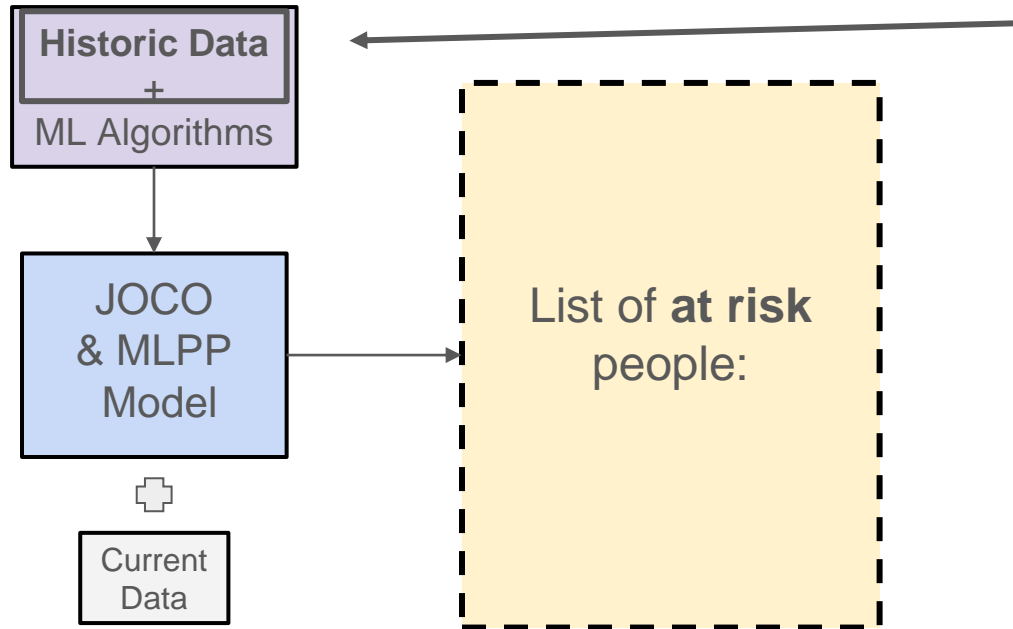 Historic Data
+
ML Algorithms
JOCO
& MLPP
Model
Current
Data
List of at risk
people: